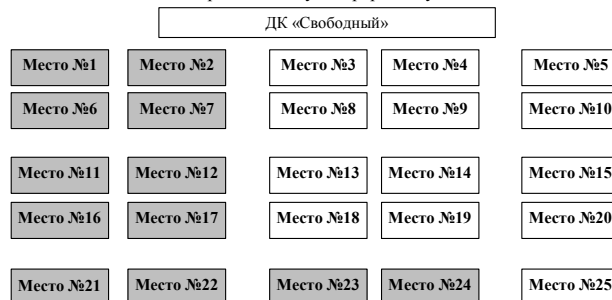 ДК «Свободный»
Место №1 Место №2 Место №3 Место №4 Место №5
Место №6 Место №7 Место №8 Место №9 Место №10
Место №11 Место №12 Место №13 Место №14 Место №15
Место №16 Место №17 Место №18 Место №19 Место №20
Место №21 Место №22 Место №23 Место №24 Место №25